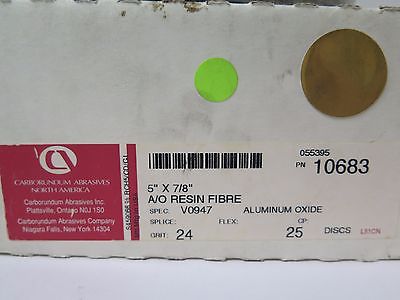 CARBORUNDUM ABRASIVES
NORTH AMERICA
Carborundum Abrasives Inc.
Plattsville, Ontario N0J 1S0
Carborundum Abrasives Company
Niagara Falls, New York 14304
055395
PN 10683
5" X 7/8"
A/O RESIN FIBRE
SPEC. V0947 ALUMINUM OXIDE
SPLICE: FLEX: CP:
GRIT: 24 25 DISCS